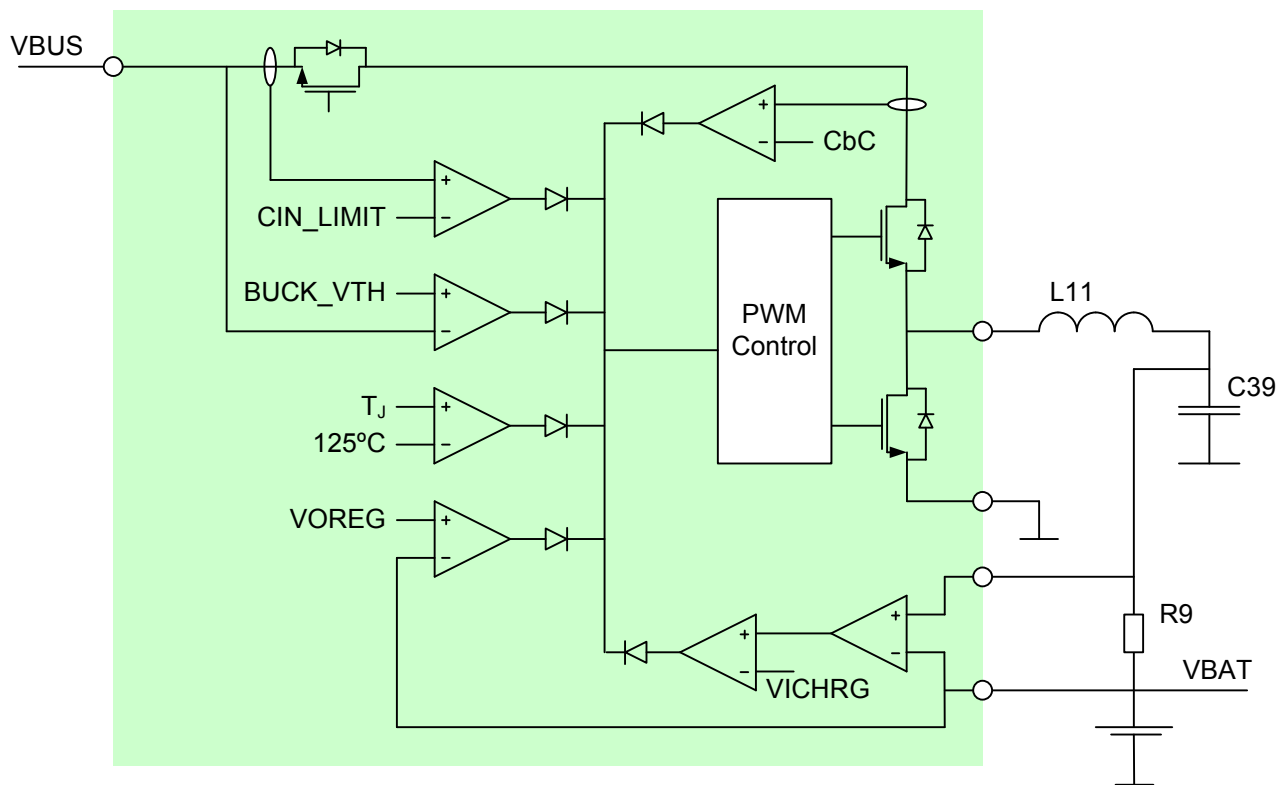 VBUS
+
−
CbC
+
−
CIN_LIMIT
+
−
BUCK_VTH
PWM
Control
L11
C39
+
−
TJ
125ºC
+
−
VOREG
+
−
VICHRG
+
−
R9
VBAT